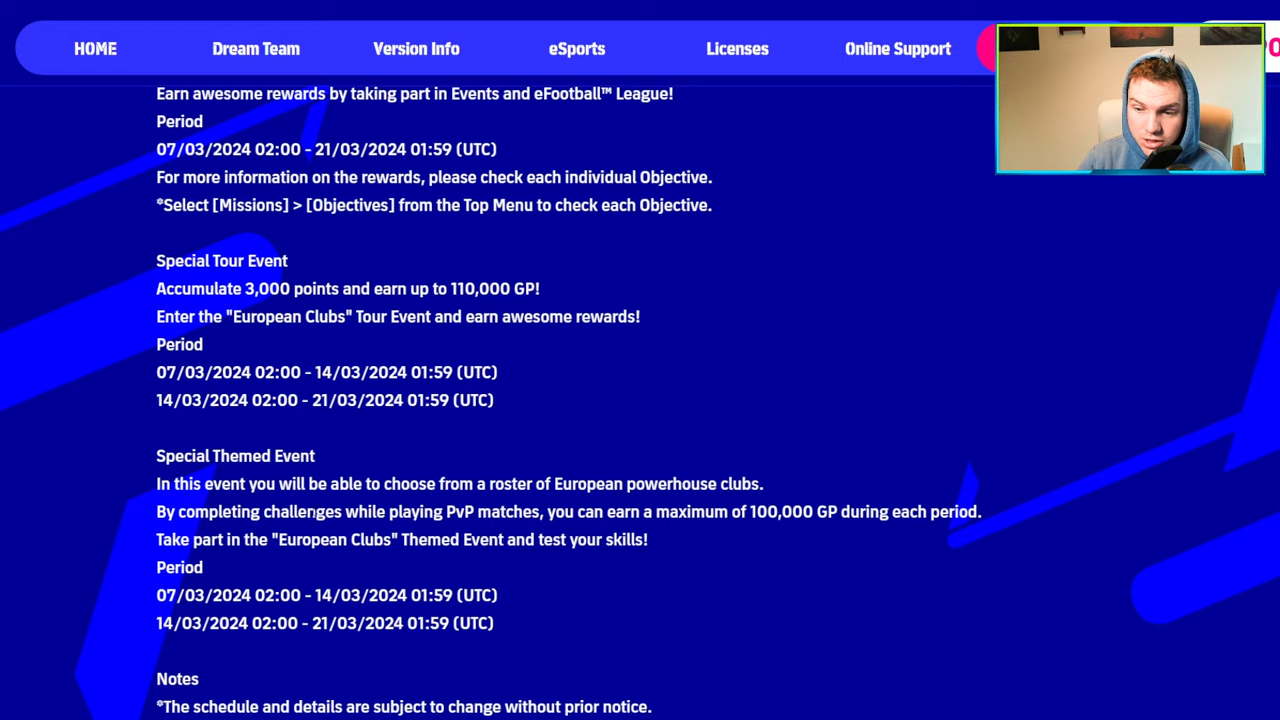 HOME
Dream Team
Version Info
eSports
Licenses
Online Support
Earn awesome rewards by taking part in Events and eFootball™ League!
Period
07/03/2024 02:00 - 21/03/2024 01:59 (UTC)
For more information on the rewards, please check each individual Objective.
*Select [Missions] > [Objectives] from the Top Menu to check each Objective.
Special Tour Event
Accumulate 3,000 points and earn up to 110,000 GP!
Enter the "European Clubs" Tour Event and earn awesome rewards!
Period
07/03/2024 02:00 - 14/03/2024 01:59 (UTC)
14/03/2024 02:00 - 21/03/2024 01:59 (UTC)
Special Themed Event
In this event you will be able to choose from a roster of European powerhouse clubs.
By completing challenges while playing PvP matches, you can earn a maximum of 100,000 GP during each period.
Take part in the "European Clubs" Themed Event and test your skills!
Period
07/03/2024 02:00 - 14/03/2024 01:59 (UTC)
14/03/2024 02:00 - 21/03/2024 01:59 (UTC)
Notes
*The schedule and details are subject to change without prior notice.